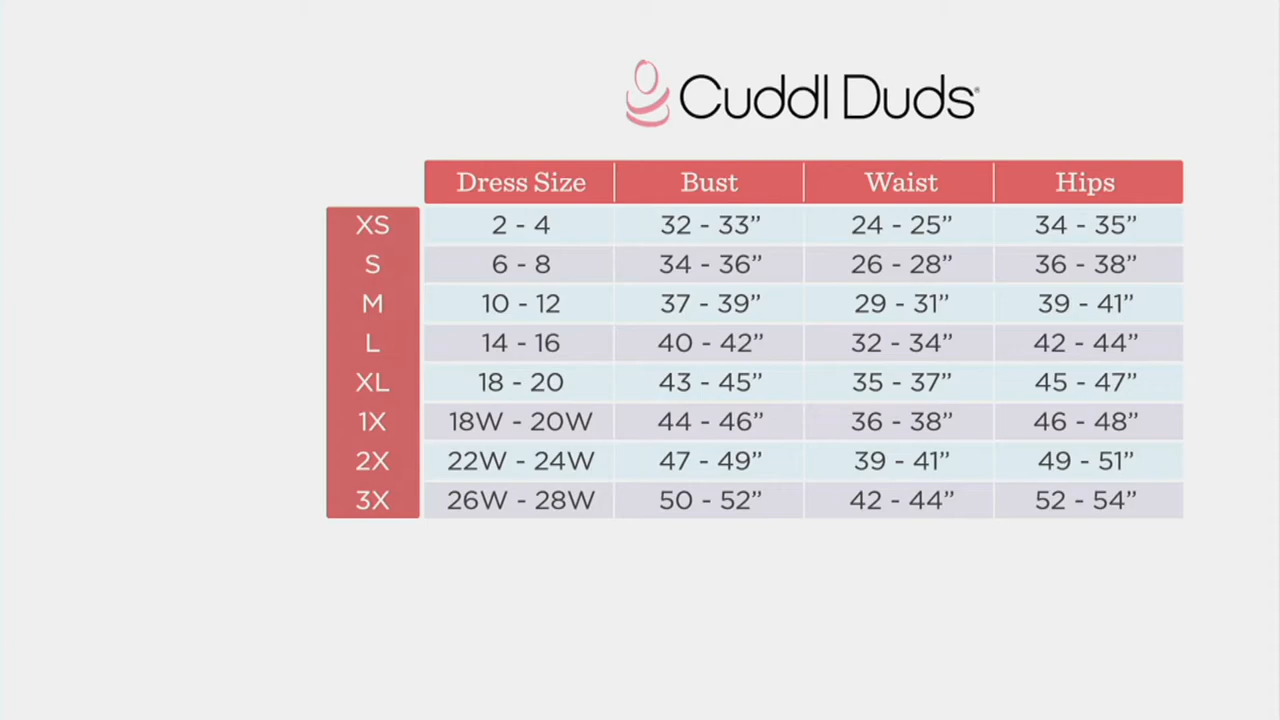 Cuddl Duds®
Dress Size Bust Waist Hips
XS 2 - 4 32 - 33” 24 - 25” 34 - 35”
S 6 - 8 34 - 36” 26 - 28” 36 - 38”
M 10 - 12 37 - 39” 29 - 31” 39 - 41”
L 14 - 16 40 - 42” 32 - 34” 42 - 44”
XL 18 - 20 43 - 45” 35 - 37” 45 - 47”
1X 18W - 20W 44 - 46” 36 - 38” 46 - 48”
2X 22W - 24W 47 - 49” 39 - 41” 49 - 51”
3X 26W - 28W 50 - 52” 42 - 44” 52 - 54”